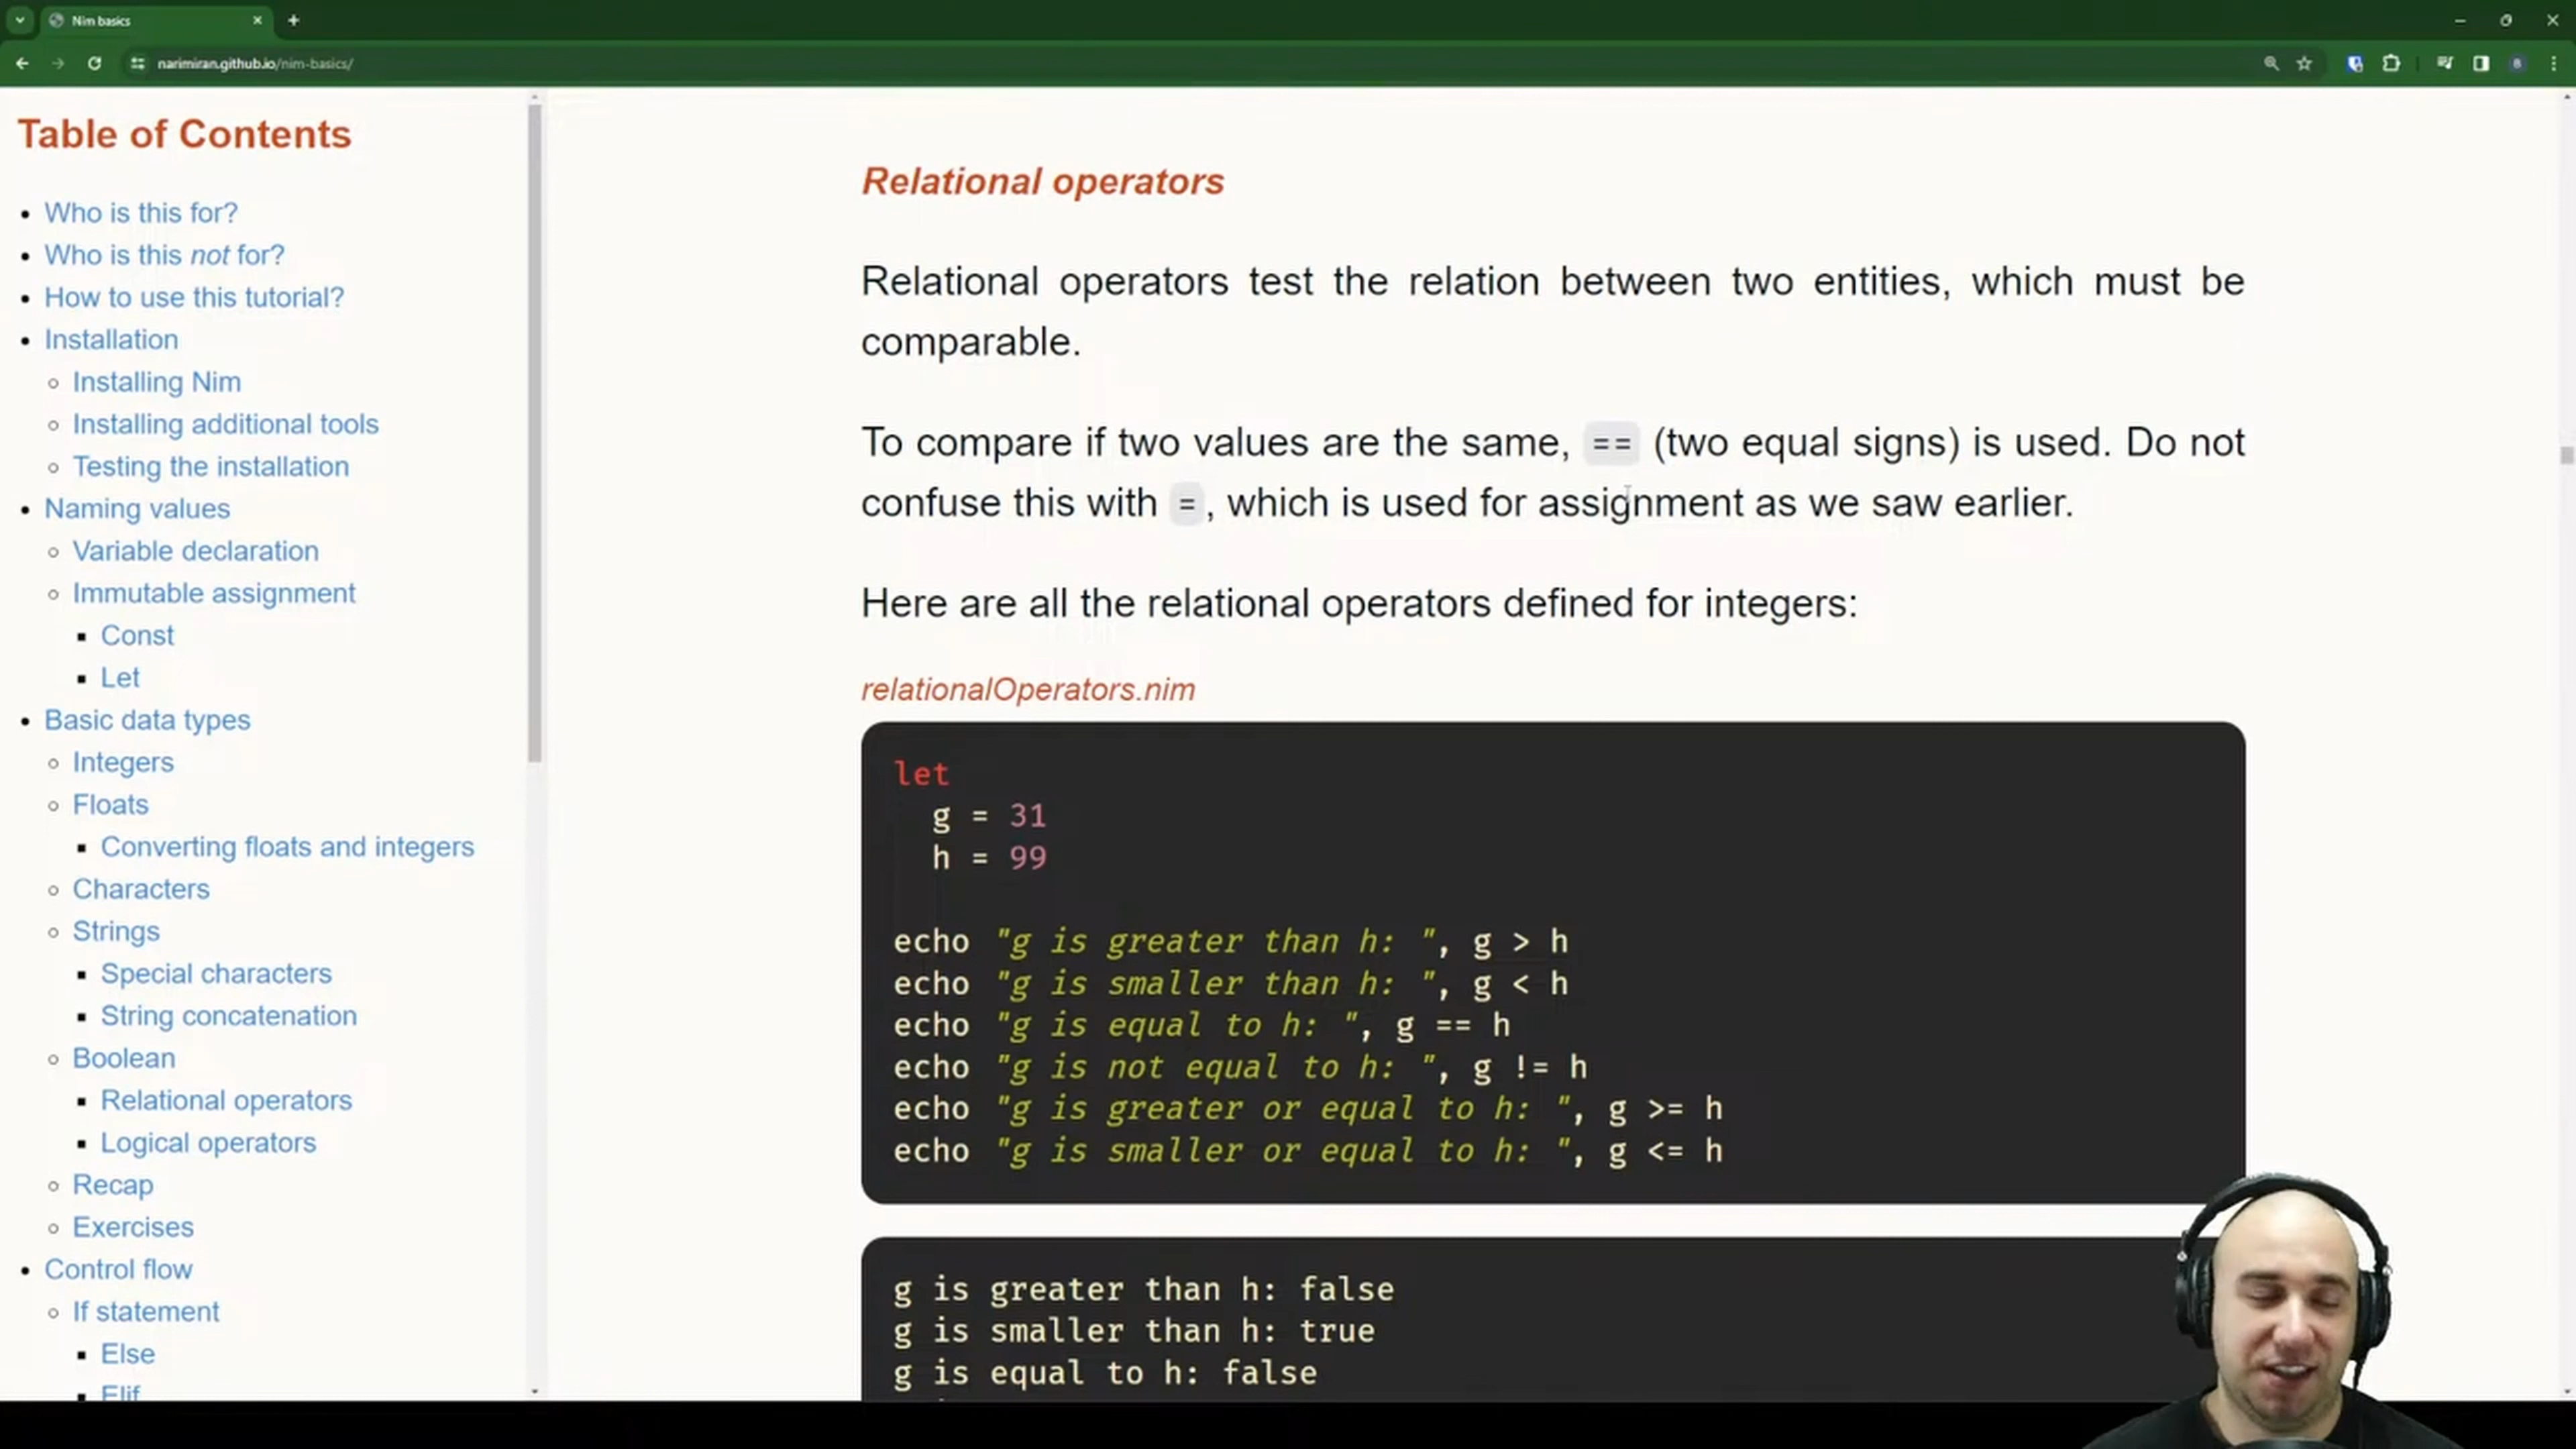 Nim basics
narimiran.github.io/nim-basics/
Table of Contents
Who is this for?
Who is this not for?
How to use this tutorial?
Installation
Installing Nim
Installing additional tools
Testing the installation
Naming values
Variable declaration
Immutable assignment
Const
Let
Basic data types
Integers
Floats
Converting floats and integers
Characters
Strings
Special characters
String concatenation
Boolean
Relational operators
Logical operators
Recap
Exercises
Control flow
If statement
Else
Elif
Relational operators
Relational operators test the relation between two entities, which must be
comparable.
To compare if two values are the same, == (two equal signs) is used. Do not
confuse this with =, which is used for assignment as we saw earlier.
Here are all the relational operators defined for integers:
relationalOperators.nim
let
  g = 31
  h = 99
echo "g is greater than h: ", g > h
echo "g is smaller than h: ", g < h
echo "g is equal to h: ", g == h
echo "g is not equal to h: ", g != h
echo "g is greater or equal to h: ", g >= h
echo "g is smaller or equal to h: ", g <= h
g is greater than h: false
g is smaller than h: true
g is equal to h: false